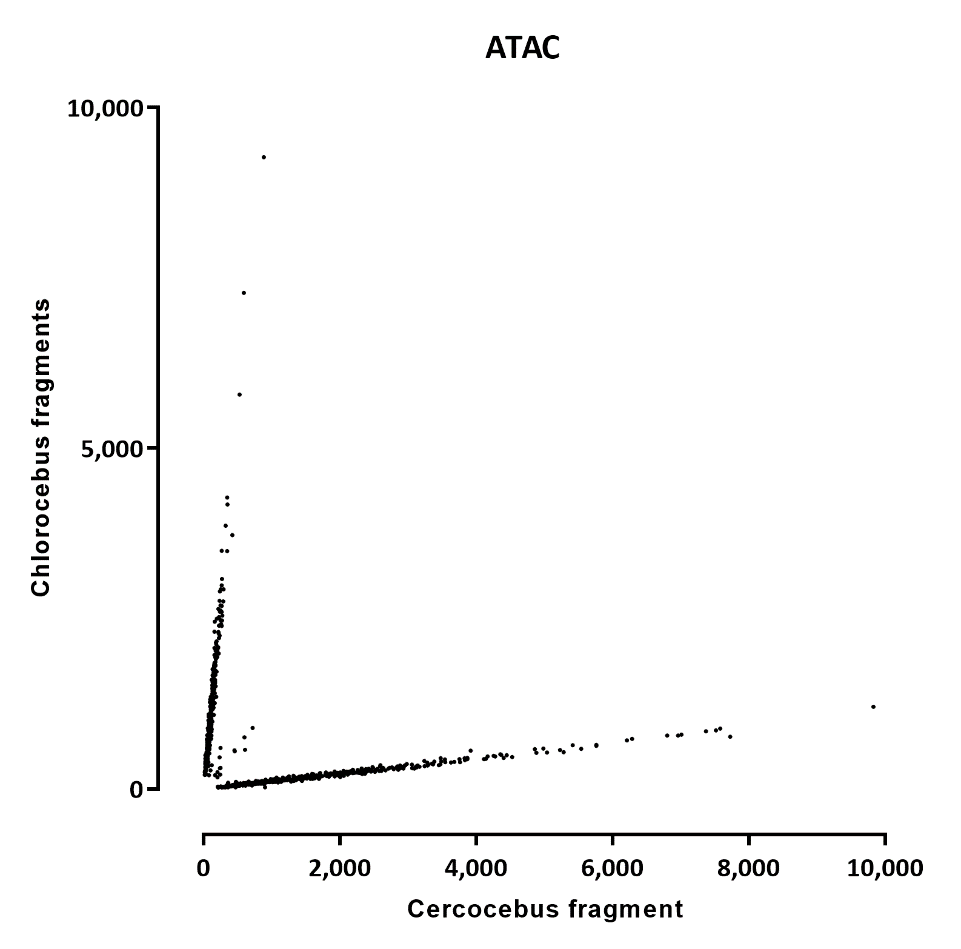 ATAC
10,000
5,000
0
Chlorocebus fragments
0 2,000 4,000 6,000 8,000 10,000
Cercocebus fragment